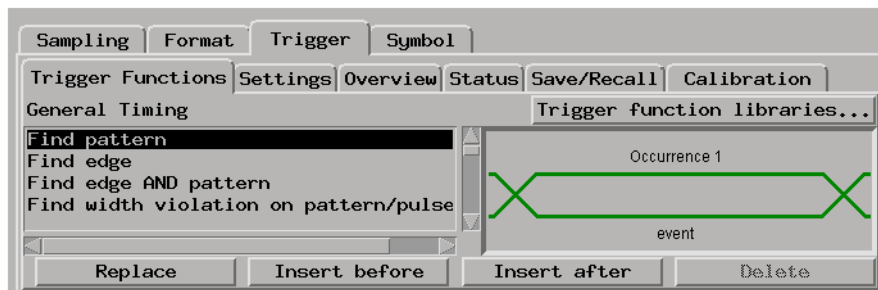 Sampling Format Trigger Symbol
Trigger Functions Settings Overview Status Save/Recall Calibration
General Timing Trigger function libraries...
Find pattern
Find edge
Find edge AND pattern
Find width violation on pattern/pulse
Occurrence 1
event
Replace Insert before Insert after Delete